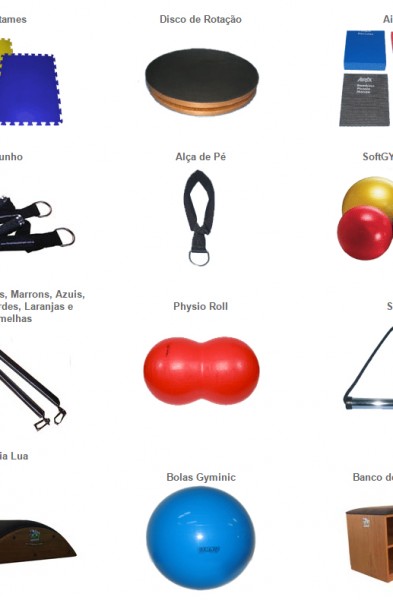 tames
Disco de Rotação
Ai
unho
Alça de Pé
SoftGY
s, Marrons, Azuis,
rdes, Laranjas e
melhas
Physio Roll
S
ia Lua
Bolas Gyminic
Banco de